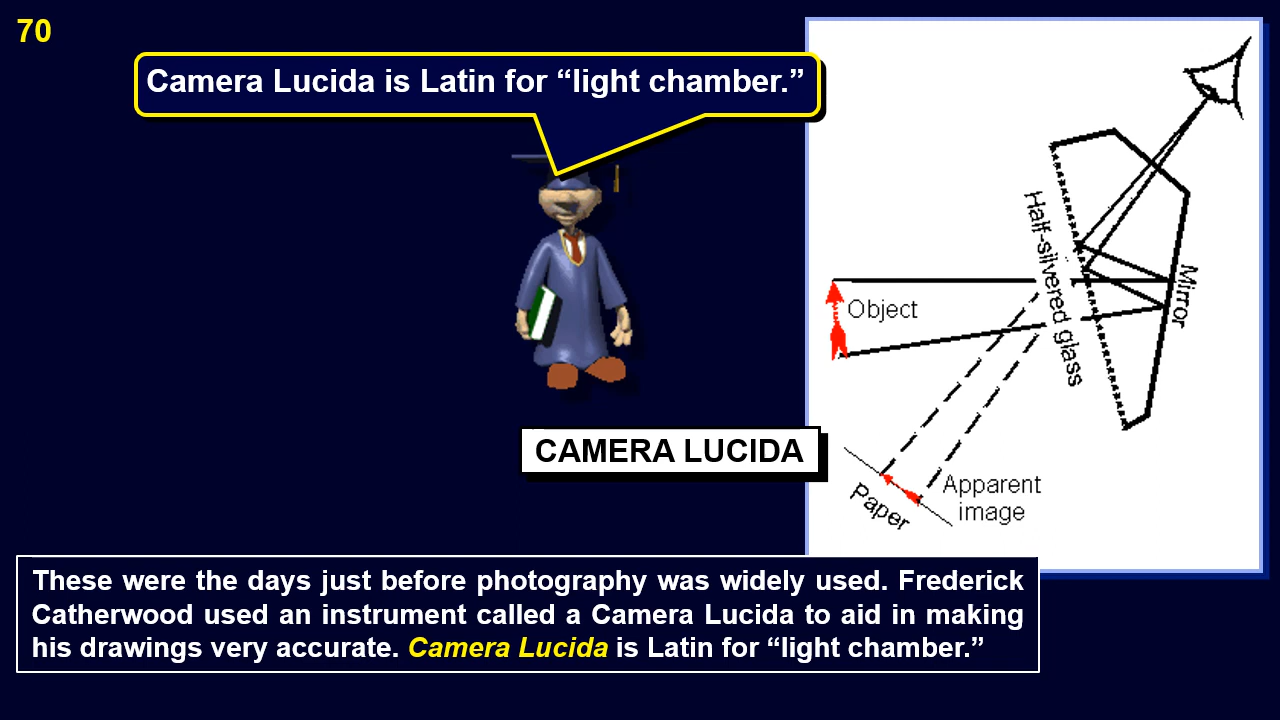 70
Camera Lucida is Latin for “light chamber.”
Half-silvered glass
Mirror
Object
CAMERA LUCIDA
Paper
Apparent
image
These were the days just before photography was widely used. Frederick
Catherwood used an instrument called a Camera Lucida to aid in making
his drawings very accurate. Camera Lucida is Latin for “light chamber.”